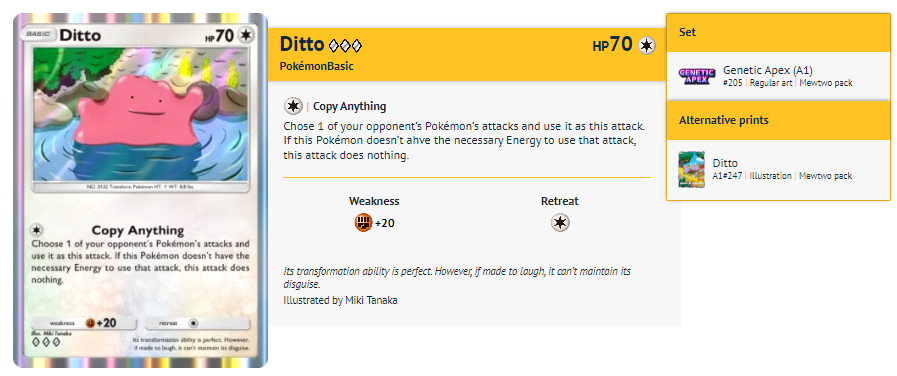 BASIC Ditto HP70
NO. 0132 Transform Pokémon HT: 1' WT: 8.8 lbs.
Copy Anything
Choose 1 of your opponent's Pokémon's attacks and
use it as this attack. If this Pokémon doesn't have the
necessary Energy to use that attack, this attack does
nothing.
weakness +20 retreat
Illus. Miki Tanaka
Its transformation ability is perfect. However,
if made to laugh, it can't maintain its disguise.
Ditto HP70
PokémonBasic
Copy Anything
Chose 1 of your opponent's Pokémon's attacks and use it as this attack.
If this Pokémon doesn't ahve the necessary Energy to use that attack,
this attack does nothing.
Weakness Retreat
+20
Its transformation ability is perfect. However, if made to laugh, it can't maintain its
disguise.
Illustrated by Miki Tanaka
Set
GENETIC
APEX
Genetic Apex (A1)
#205 | Regular art | Mewtwo pack
Alternative prints
Ditto
A1#247 | Illustration | Mewtwo pack